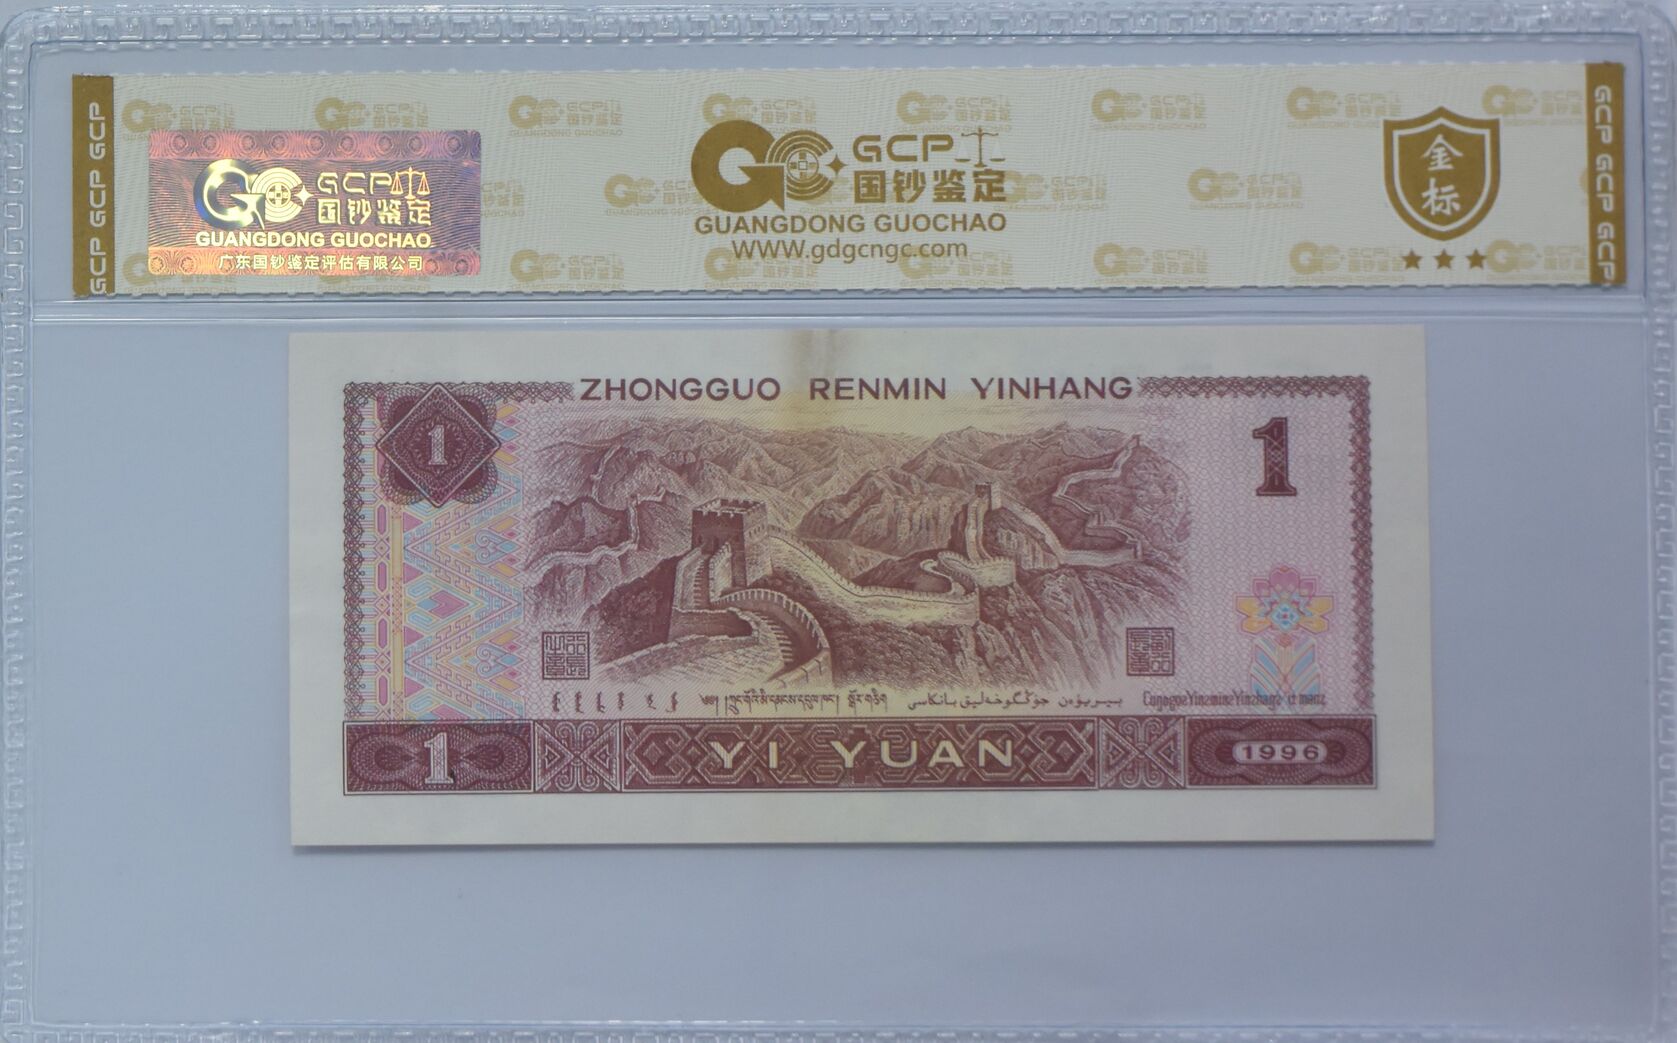 GCP GCP GCP
GCP 国钞鉴定
GUANGDONG GUOCHAO
广东国钞鉴定评估有限公司
GCP
国钞鉴定
GUANGDONG GUOCHAO
WWW.gdgcngc.com
金标
GCP GCP GCP
ZHONGGUO RENMIN YINHANG
1
1
1
YI YUAN
1996